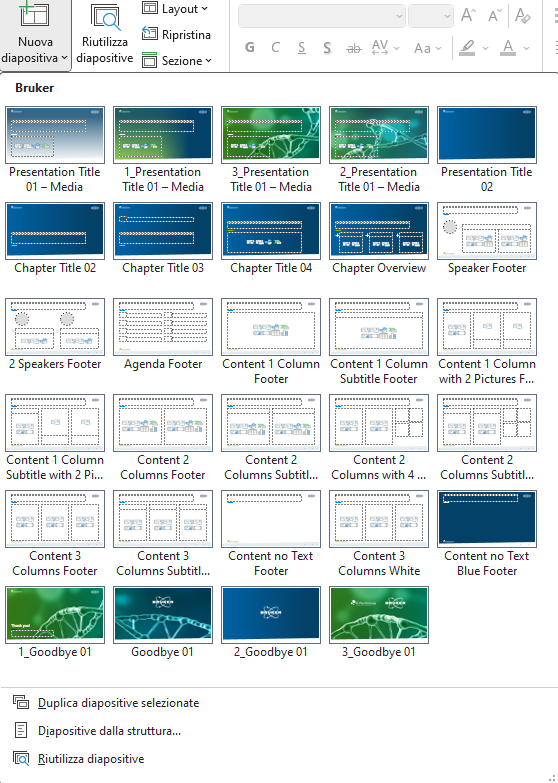 Nuova
diapositiva
Riutilizza
diapositive
Layout
Ripristina
Sezione
G C S S ab AV Aa A A A A
Bruker
Presentation Title
01 – Media
1_Presentation
Title 01 – Media
3_Presentation
Title 01 – Media
2_Presentation
Title 01 – Media
Presentation Title
02
Chapter Title 02
Chapter Title 03
Chapter Title 04
Chapter Overview
Speaker Footer
2 Speakers Footer
Agenda Footer
Content 1 Column
Footer
Content 1 Column
Subtitle Footer
Content 1 Column
with 2 Pictures F...
Content 1 Column
Subtitle with 2 Pi...
Content 2
Columns Footer
Content 2
Columns Subtitl...
Content 2
Columns with 4 ...
Content 2
Columns Subtitl...
Content 3
Columns Footer
Content 3
Columns Subtitl...
Content no Text
Footer
Content 3
Columns White
Content no Text
Blue Footer
Thank you!
BRUKER
BRUKER
BRUKER
1_Goodbye 01
Goodbye 01
2_Goodbye 01
3_Goodbye 01
Duplica diapositive selezionate
Diapositive dalla struttura...
Riutilizza diapositive